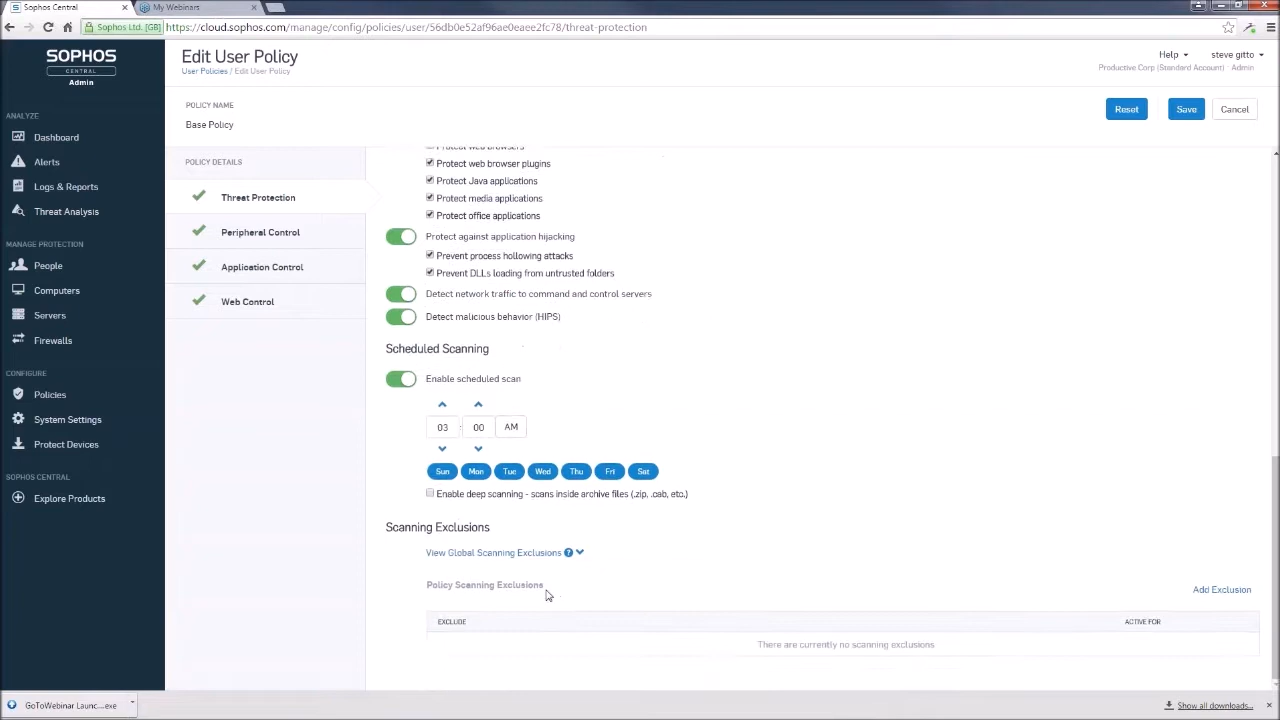 Sophos Central
My Webinars
Sophos Ltd. [GB]
https://cloud.sophos.com/manage/config/policies/user/56db0e52af96ae0eaee2fc78/threat-protection
SOPHOS
CENTRAL
Admin
Edit User Policy
User Policies / Edit User Policy
Help
steve gitto
Productive Corp (Standard Account) · Admin
POLICY NAME
Base Policy
Reset
Save
Cancel
ANALYZE
Dashboard
Alerts
Logs & Reports
Threat Analysis
MANAGE PROTECTION
People
Computers
Servers
Firewalls
CONFIGURE
Policies
System Settings
Protect Devices
SOPHOS CENTRAL
Explore Products
POLICY DETAILS
Threat Protection
Peripheral Control
Application Control
Web Control
Protect web browsers
Protect web browser plugins
Protect Java applications
Protect media applications
Protect office applications
Protect against application hijacking
Prevent process hollowing attacks
Prevent DLLs loading from untrusted folders
Detect network traffic to command and control servers
Detect malicious behavior (HIPS)
Scheduled Scanning
Enable scheduled scan
03 : 00 AM
Sun Mon Tue Wed Thu Fri Sat
Enable deep scanning - scans inside archive files (.zip, .cab, etc.)
Scanning Exclusions
View Global Scanning Exclusions ?
Policy Scanning Exclusions
Add Exclusion
EXCLUDE
ACTIVE FOR
There are currently no scanning exclusions
GoToWebinar Launc....exe
Show all downloads...